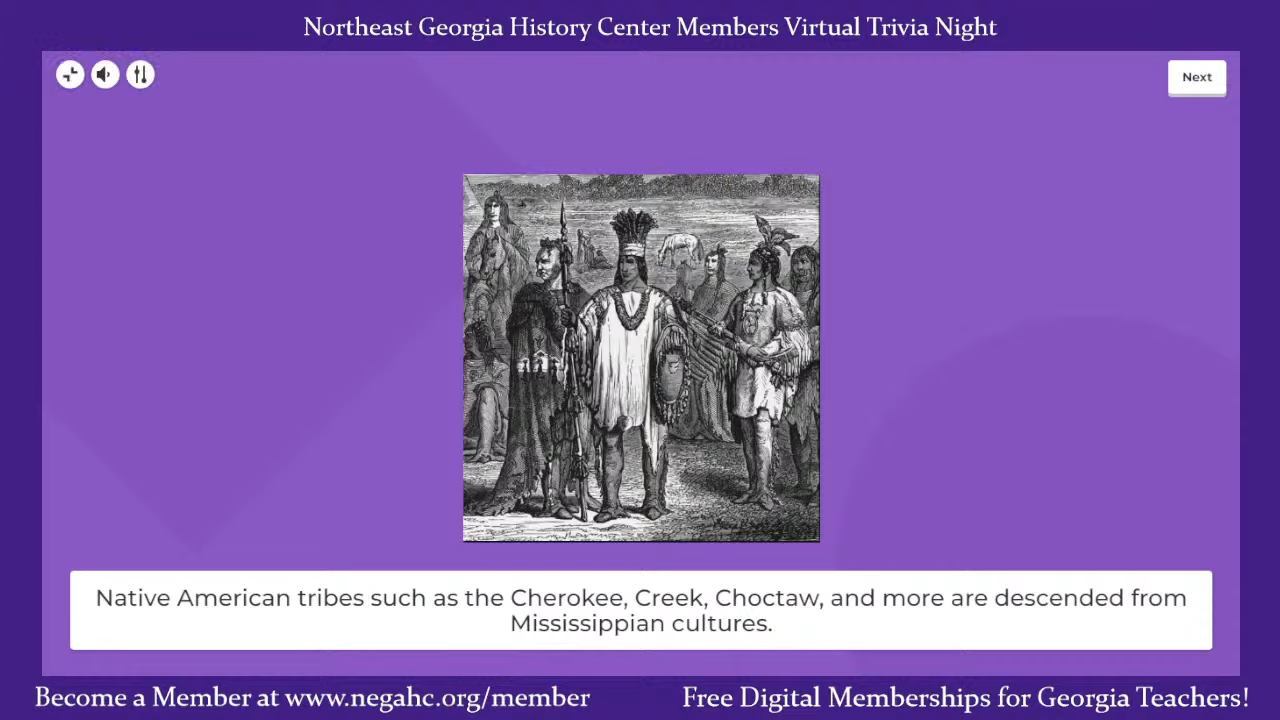 Northeast Georgia History Center Members Virtual Trivia Night
Next
Native American tribes such as the Cherokee, Creek, Choctaw, and more are descended from
Mississippian cultures.
Become a Member at www.negahc.org/member
Free Digital Memberships for Georgia Teachers!